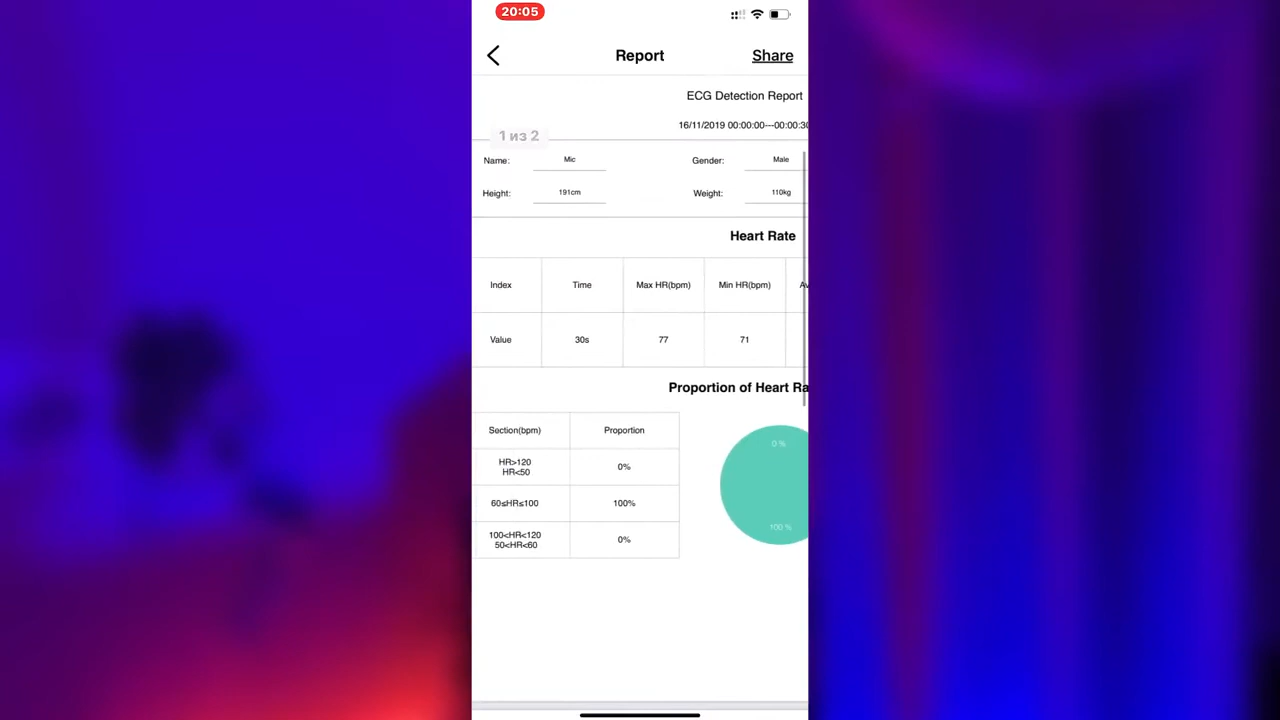 20:05
Report
Share
ECG Detection Report
16/11/2019 00:00:00---00:00:30
1 из 2
Name: Mic Gender: Male
Height: 191cm Weight: 110kg
Heart Rate
Index Time Max HR(bpm) Min HR(bpm)
Value 30s 77 71
Proportion of Heart Ra
Section(bpm) Proportion
HR>120
HR<50
0%
60≤HR≤100 100%
100<HR<120
50<HR<60
0%
0 %
100 %